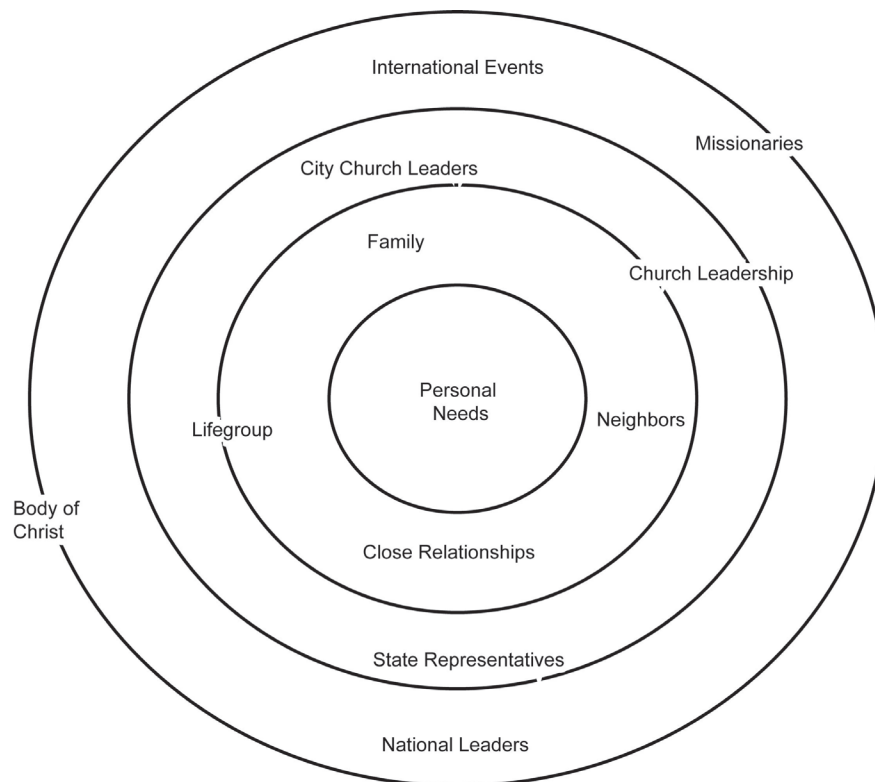 International Events
Missionaries
City Church Leaders
Family
Church Leadership
Personal
Needs
Neighbors
Lifegroup
Body of
Christ
Close Relationships
State Representatives
National Leaders